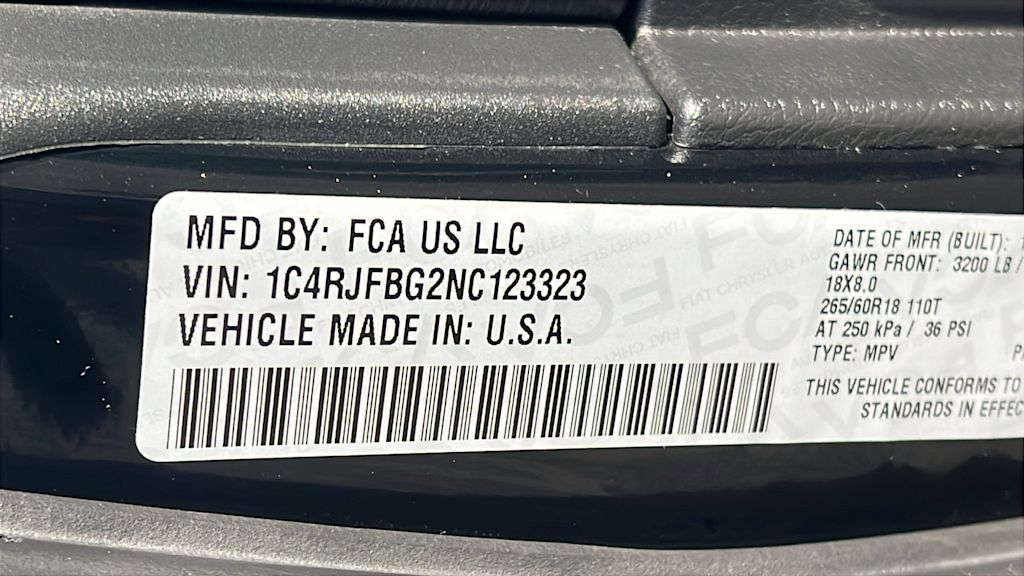 MFD BY: FCA US LLC
VIN: 1C4RJFBG2NC123323
VEHICLE MADE IN: U.S.A.
DATE OF MFR (BUILT):
GAWR FRONT: 3200 LB /
18X8.0
265/60R18 110T
AT 250 kPa / 36 PSI
TYPE: MPV
THIS VEHICLE CONFORMS TO
STANDARDS IN EFFEC